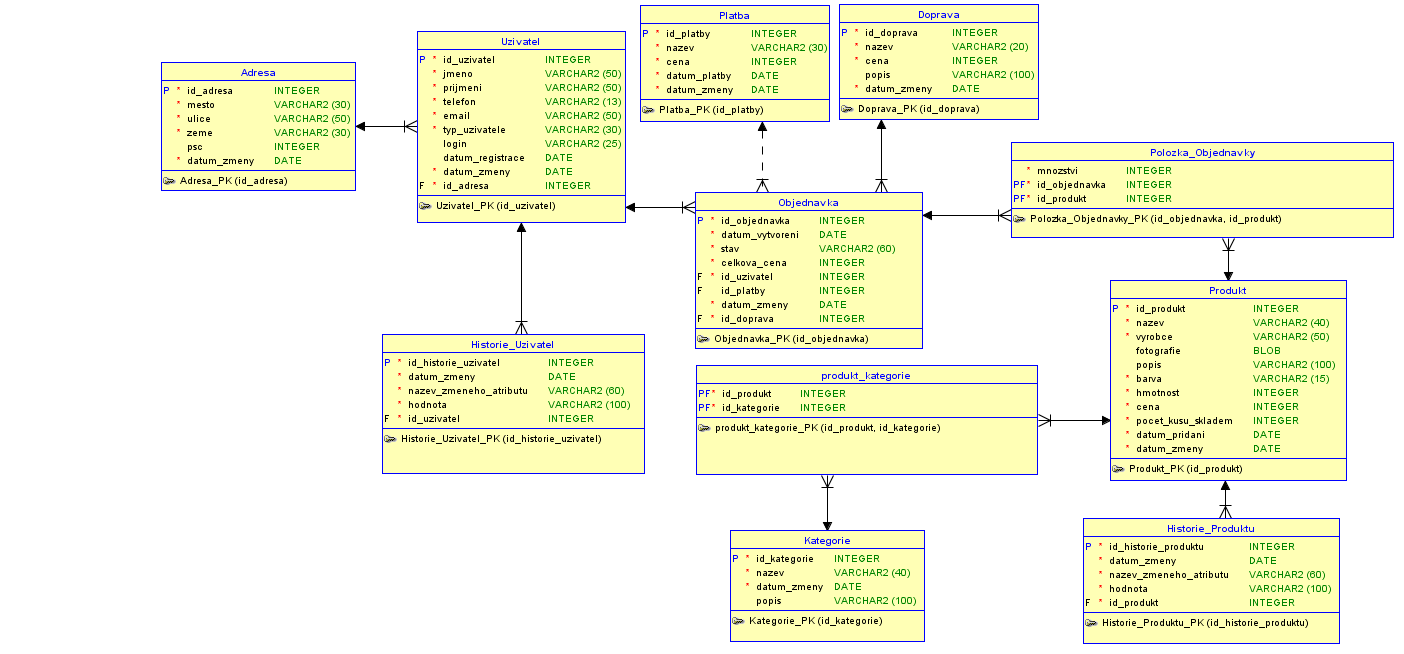 Adresa
P * id_adresa INTEGER
* mesto VARCHAR2 (30)
* ulice VARCHAR2 (50)
* zeme VARCHAR2 (30)
psc INTEGER
* datum_zmeny DATE
Adresa_PK (id_adresa)
Uzivatel
P * id_uzivatel INTEGER
* jmeno VARCHAR2 (50)
* prijmeni VARCHAR2 (50)
* telefon VARCHAR2 (13)
* email VARCHAR2 (50)
* typ_uzivatele VARCHAR2 (30)
login VARCHAR2 (25)
datum_registrace DATE
* datum_zmeny DATE
F * id_adresa INTEGER
Uzivatel_PK (id_uzivatel)
Platba
P * id_platby INTEGER
* nazev VARCHAR2 (30)
* cena INTEGER
* datum_platby DATE
* datum_zmeny DATE
Platba_PK (id_platby)
Doprava
P * id_doprava INTEGER
* nazev VARCHAR2 (20)
* cena INTEGER
popis VARCHAR2 (100)
* datum_zmeny DATE
Doprava_PK (id_doprava)
Polozka_Objednavky
* mnozstvi INTEGER
PF* id_objednavka INTEGER
PF* id_produkt INTEGER
Polozka_Objednavky_PK (id_objednavka, id_produkt)
Objednavka
P * id_objednavka INTEGER
* datum_vytvoreni DATE
* stav VARCHAR2 (60)
* celkova_cena INTEGER
F * id_uzivatel INTEGER
F id_platby INTEGER
* datum_zmeny DATE
F * id_doprava INTEGER
Objednavka_PK (id_objednavka)
Historie_Uzivatel
P * id_historie_uzivatel INTEGER
* datum_zmeny DATE
* nazev_zmeneho_atributu VARCHAR2 (60)
* hodnota VARCHAR2 (100)
F * id_uzivatel INTEGER
Historie_Uzivatel_PK (id_historie_uzivatel)
produkt_kategorie
PF* id_produkt INTEGER
PF* id_kategorie INTEGER
produkt_kategorie_PK (id_produkt, id_kategorie)
Produkt
P * id_produkt INTEGER
* nazev VARCHAR2 (40)
* vyrobce VARCHAR2 (50)
fotografie BLOB
popis VARCHAR2 (100)
* barva VARCHAR2 (15)
* hmotnost INTEGER
* cena INTEGER
* pocet_kusu_skladem INTEGER
* datum_pridani DATE
* datum_zmeny DATE
Produkt_PK (id_produkt)
Kategorie
P * id_kategorie INTEGER
* nazev VARCHAR2 (40)
* datum_zmeny DATE
popis VARCHAR2 (100)
Kategorie_PK (id_kategorie)
Historie_Produktu
P * id_historie_produktu INTEGER
* datum_zmeny DATE
* nazev_zmeneho_atributu VARCHAR2 (60)
* hodnota VARCHAR2 (100)
F * id_produkt INTEGER
Historie_Produktu_PK (id_historie_produktu)